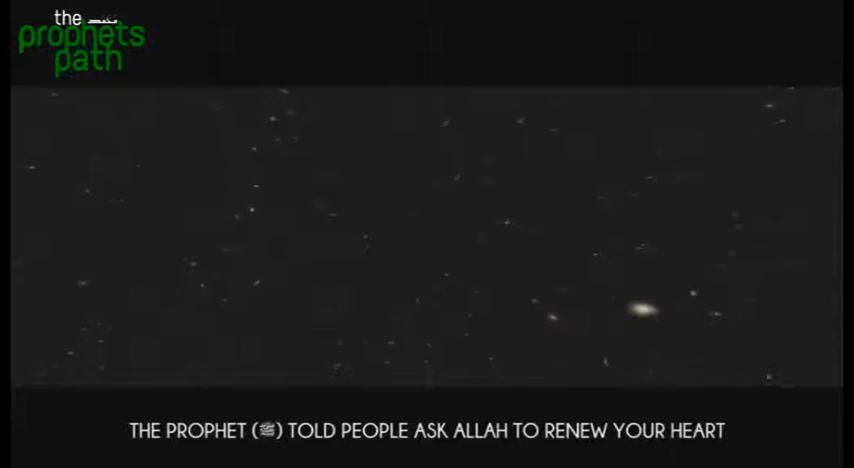 the
prophets
path
THE PROPHET (ﷺ) TOLD PEOPLE ASK ALLAH TO RENEW YOUR HEART